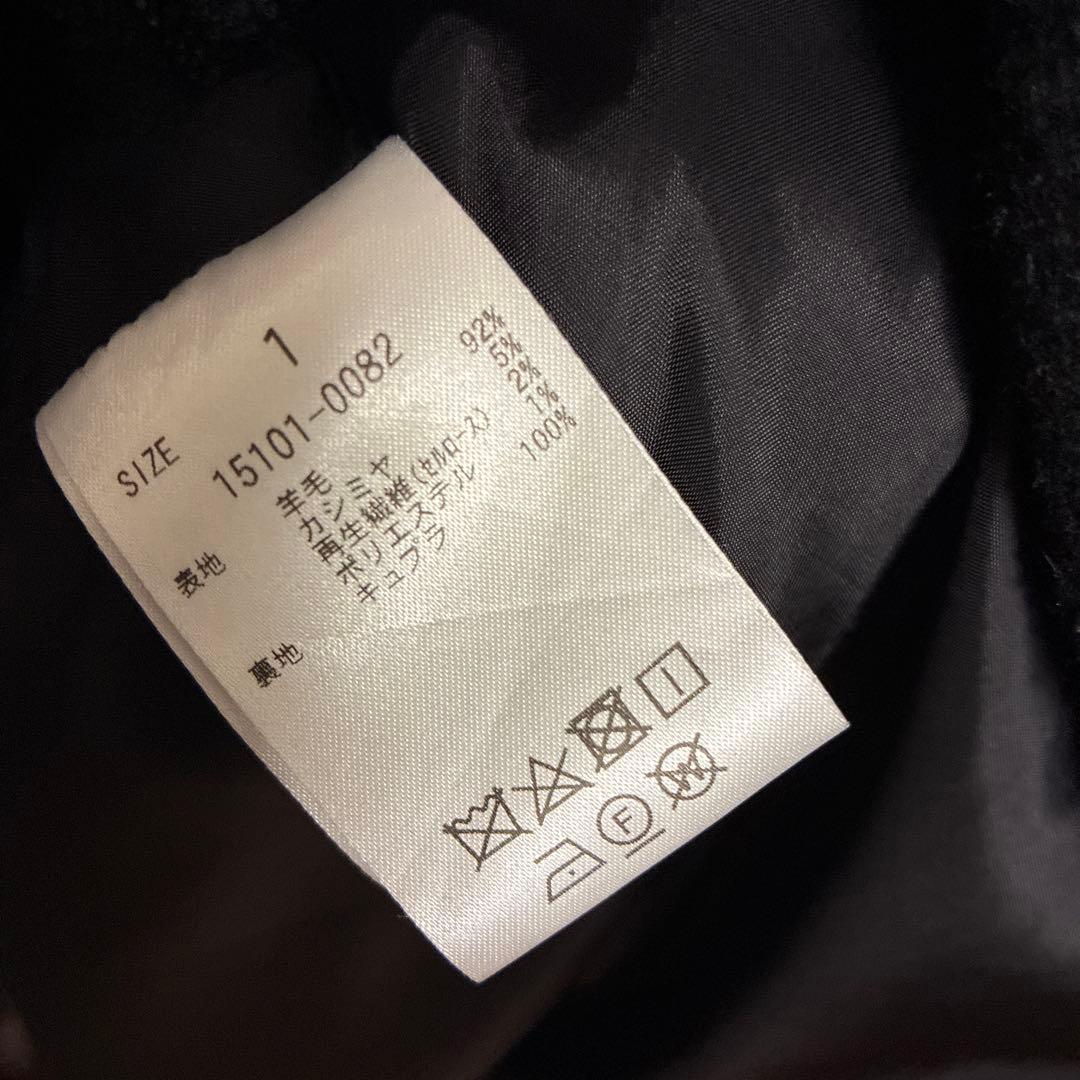 SIZE 1
15101-0082
表地 羊毛 92%
カシミヤ 5%
再生繊維(セルロース) 2%
ポリエステル 1%
裏地 キュプラ 100%
F
W